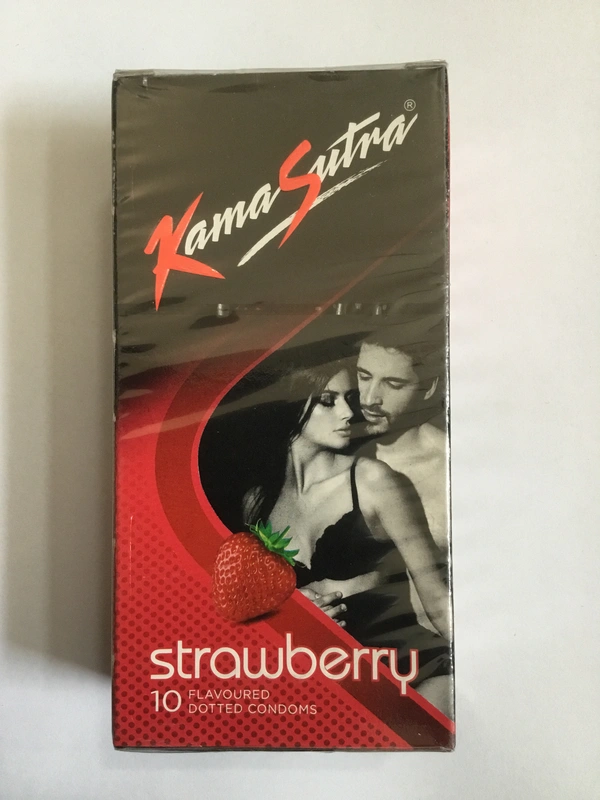 KamaSutra®
strawberry
10 FLAVOURED
DOTTED CONDOMS